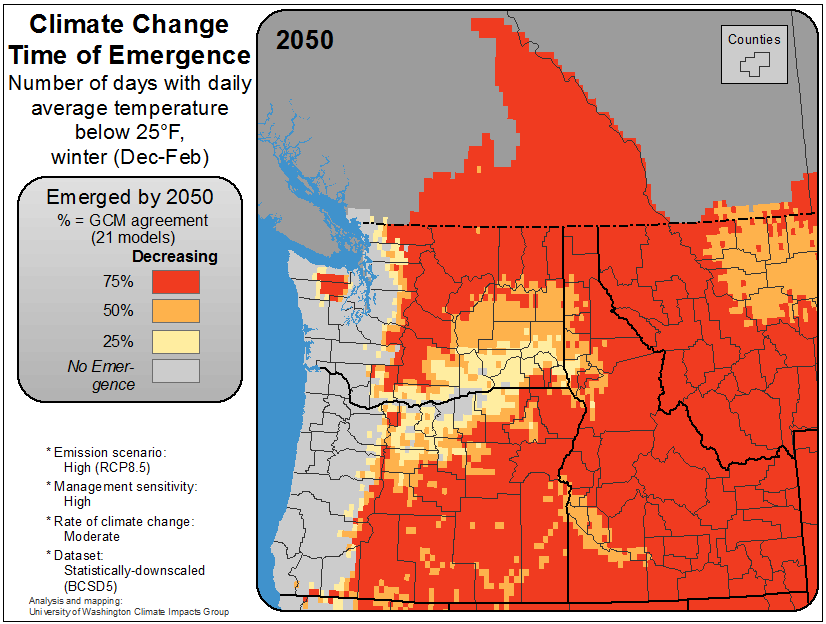 Climate Change
Time of Emergence
Number of days with daily
average temperature
below 25°F,
winter (Dec-Feb)
Emerged by 2050
% = GCM agreement
(21 models)
Decreasing
75%
50%
25%
No Emer-
gence
* Emission scenario:
High (RCP8.5)
* Management sensitivity:
High
* Rate of climate change:
Moderate
* Dataset:
Statistically-downscaled
(BCSD5)
Analysis and mapping:
University of Washington Climate Impacts Group
2050
Counties